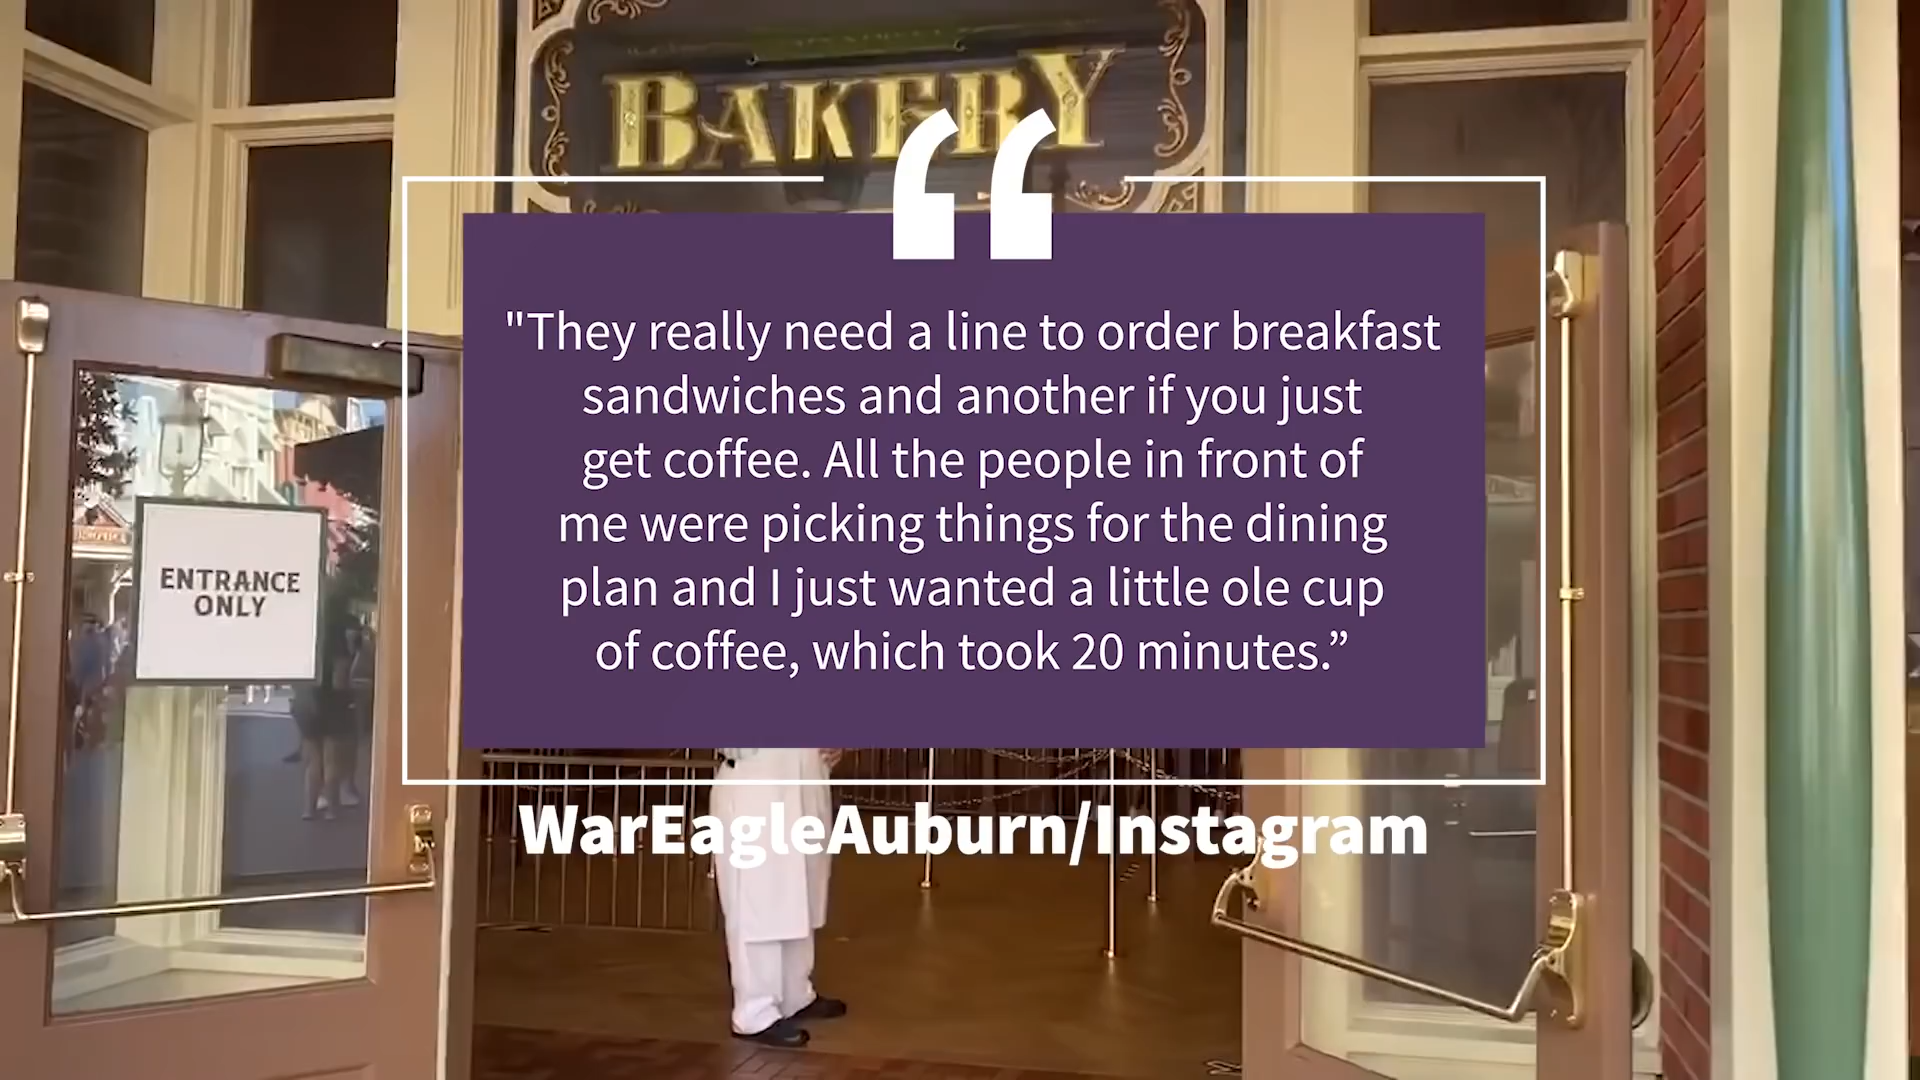 BAKERY
"They really need a line to order breakfast
sandwiches and another if you just
get coffee. All the people in front of
me were picking things for the dining
plan and I just wanted a little ole cup
of coffee, which took 20 minutes.”
ENTRANCE
ONLY
WarEagleAuburn/Instagram